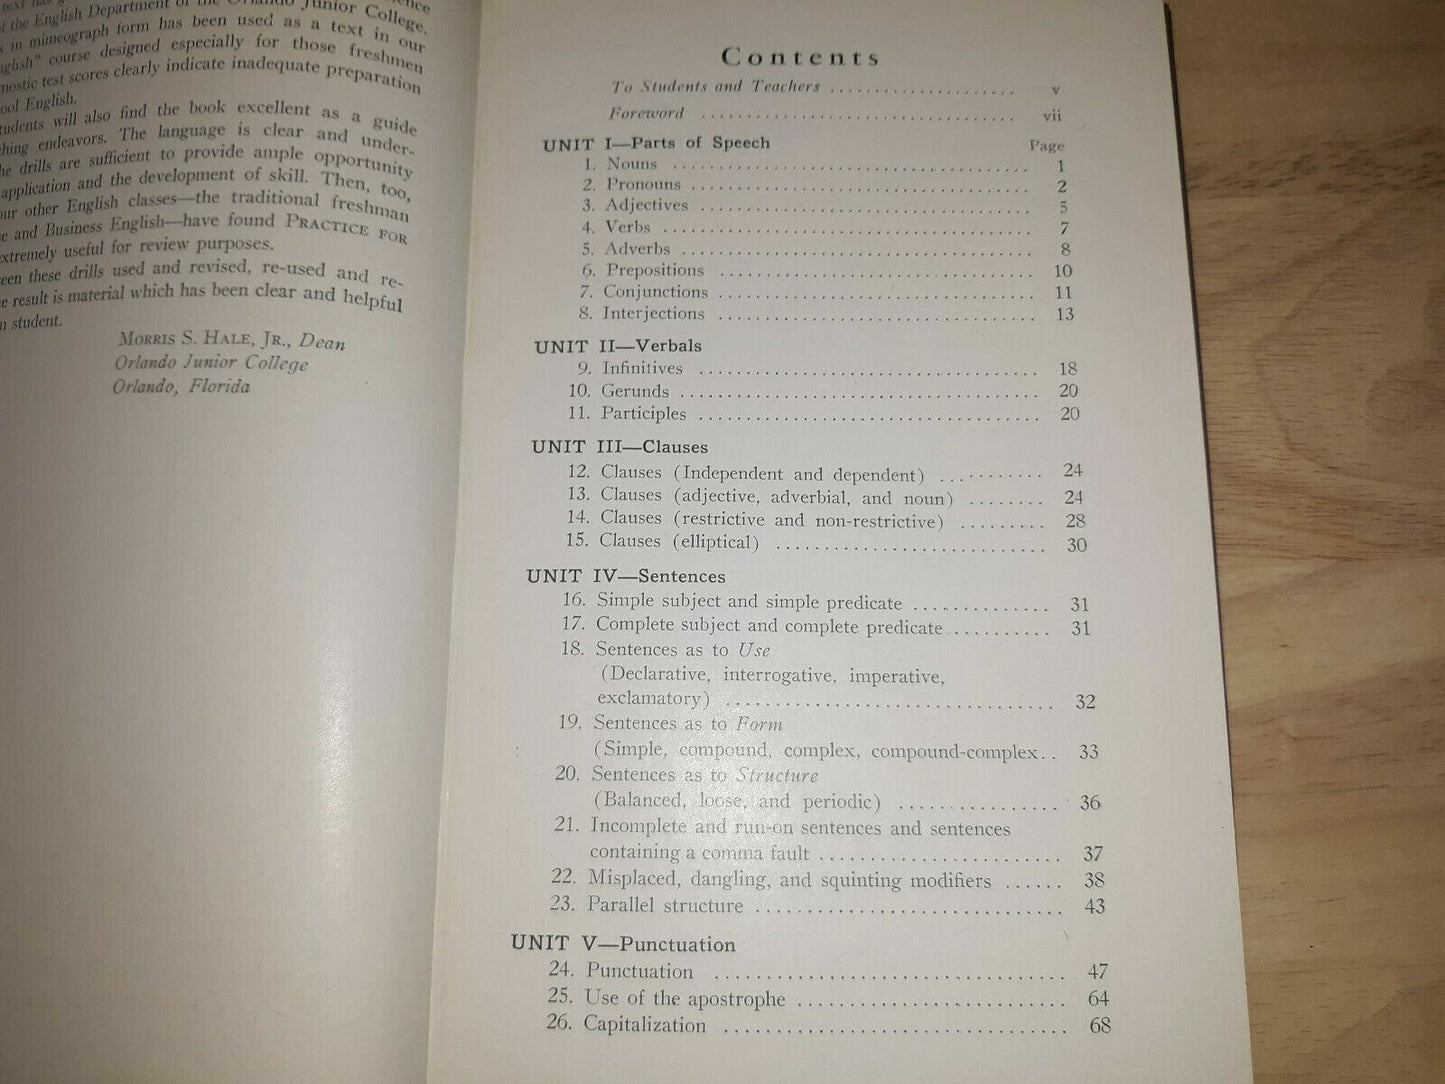 the English Department of the Orlando Junior College.
in mimeograph form has been used as a text in our
course designed especially for those freshmen
test scores clearly indicate inadequate preparation
English.
will also find the book excellent as a guide
endeavors. The language is clear and under-
drills are sufficient to provide ample opportunity
application and the development of skill. Then, too,
other English classes—the traditional freshman
and Business English—have found PRACTICE FOR
extremely useful for review purposes.
these drills used and revised, re-used and re-
result is material which has been clear and helpful
student.
MORRIS S. HALE, JR., Dean
Orlando Junior College
Orlando, Florida
Contents
To Students and Teachers ...................... v
Foreword ............................ vii
UNIT I—Parts of Speech Page
1. Nouns .............................. 1
2. Pronouns .............................. 2
3. Adjectives .............................. 5
4. Verbs .............................. 7
5. Adverbs .............................. 8
6. Prepositions .............................. 10
7. Conjunctions .............................. 11
8. Interjections .............................. 13
UNIT II—Verbals
9. Infinitives .............................. 18
10. Gerunds .............................. 20
11. Participles .............................. 20
UNIT III—Clauses
12. Clauses (Independent and dependent) ........... 24
13. Clauses (adjective, adverbial, and noun) ........ 24
14. Clauses (restrictive and non-restrictive) ......... 28
15. Clauses (elliptical) ........................ 30
UNIT IV—Sentences
16. Simple subject and simple predicate .............. 31
17. Complete subject and complete predicate........... 31
18. Sentences as to Use
(Declarative, interrogative, imperative,
exclamatory) .............................. 32
19. Sentences as to Form
(Simple, compound, complex, compound-complex.. 33
20. Sentences as to Structure
(Balanced, loose, and periodic) ................ 36
21. Incomplete and run-on sentences and sentences
containing a comma fault ........................ 37
22. Misplaced, dangling, and squinting modifiers ...... 38
23. Parallel structure .............................. 43
UNIT V—Punctuation
24. Punctuation .............................. 47
25. Use of the apostrophe .......................... 64
26. Capitalization .............................. 68